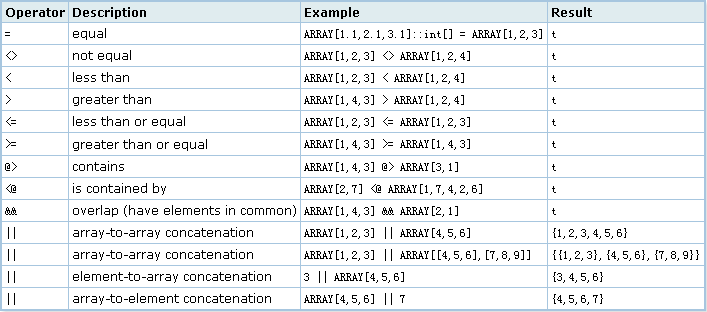 Operator Description Example Result
= equal ARRAY[1.1,2.1,3.1]::int[] = ARRAY[1,2,3] t
<> not equal ARRAY[1,2,3] <> ARRAY[1,2,4] t
< less than ARRAY[1,2,3] < ARRAY[1,2,4] t
> greater than ARRAY[1,4,3] > ARRAY[1,2,4] t
<= less than or equal ARRAY[1,2,3] <= ARRAY[1,2,3] t
>= greater than or equal ARRAY[1,4,3] >= ARRAY[1,4,3] t
@> contains ARRAY[1,4,3] @> ARRAY[3,1] t
<@ is contained by ARRAY[2,7] <@ ARRAY[1,7,4,2,6] t
&& overlap (have elements in common) ARRAY[1,4,3] && ARRAY[2,1] t
|| array-to-array concatenation ARRAY[1,2,3] || ARRAY[4,5,6] {1,2,3,4,5,6}
|| array-to-array concatenation ARRAY[1,2,3] || ARRAY[[4,5,6],[7,8,9]] {{1,2,3},{4,5,6},{7,8,9}}
|| element-to-array concatenation 3 || ARRAY[4,5,6] {3,4,5,6}
|| array-to-element concatenation ARRAY[4,5,6] || 7 {4,5,6,7}